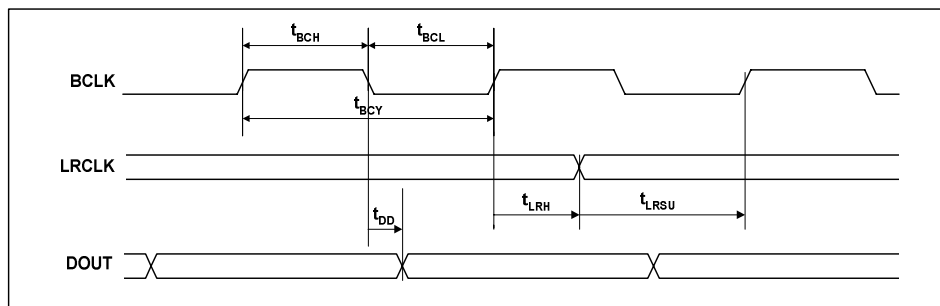 tBCH
tBCL
BCLK
tBCY
LRCLK
tLRH
tLRSU
tDD
DOUT